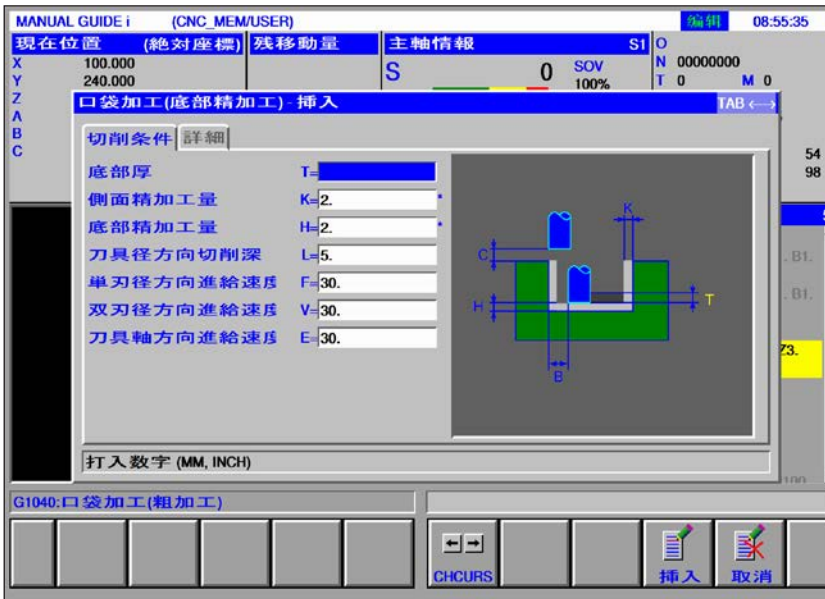 MANUAL GUIDE i (CNC_MEM/USER) 编辑 08:55:35
現在位置 (絶対座標) 残移動量 主軸情報 S1 O
X 100.000 S 0 SOV N 00000000
Y 240.000 100% T 0 M 0
Z
A
B
C
54
98
口袋加工(底部精加工)-挿入 TAB ←→
切削条件 詳細
底部厚 T=
側面精加工量 K=2. *
底部精加工量 H=2. *
刀具径方向切削深 L=5.
単刃径方向進給速度 F=30.
双刃径方向進給速度 V=30.
刀具軸方向進給速度 E=30.
K
C
H
T
B
. B1.
. B1.
Z3.
打入数字 (MM, INCH)
100
G1040:口袋加工(粗加工)
CHCURS 挿入 取消